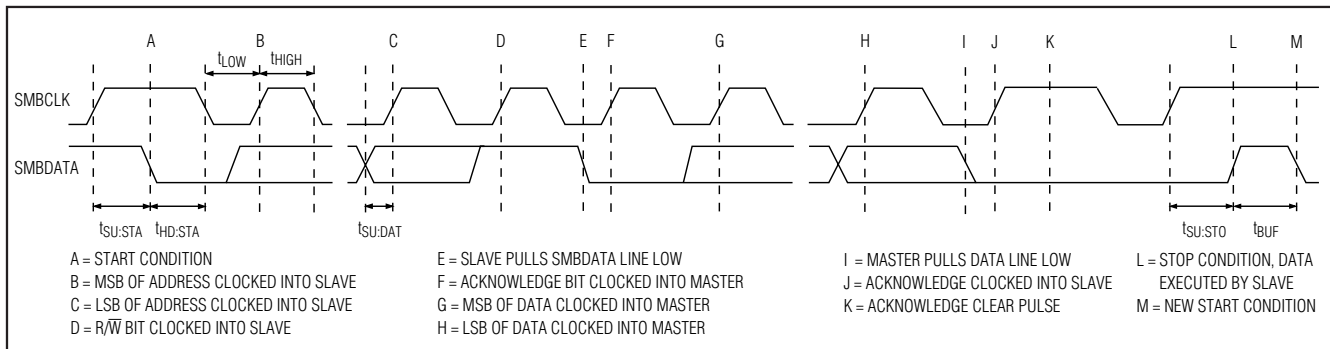 A B C D E F G H I J K L M
tLOW tHIGH
SMBCLK
SMBDATA
tSU:STA tHD:STA tSU:DAT tSU:STO tBUF
A = START CONDITION
B = MSB OF ADDRESS CLOCKED INTO SLAVE
C = LSB OF ADDRESS CLOCKED INTO SLAVE
D = R/W̅ BIT CLOCKED INTO SLAVE
E = SLAVE PULLS SMBDATA LINE LOW
F = ACKNOWLEDGE BIT CLOCKED INTO MASTER
G = MSB OF DATA CLOCKED INTO MASTER
H = LSB OF DATA CLOCKED INTO MASTER
I = MASTER PULLS DATA LINE LOW
J = ACKNOWLEDGE CLOCKED INTO SLAVE
K = ACKNOWLEDGE CLEAR PULSE
L = STOP CONDITION, DATA
EXECUTED BY SLAVE
M = NEW START CONDITION